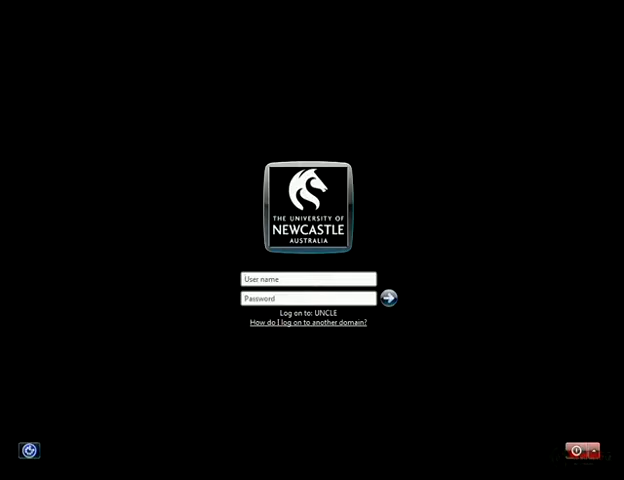 THE UNIVERSITY OF
NEWCASTLE
AUSTRALIA
User name
Password
Log on to: UNCLE
How do I log on to another domain?